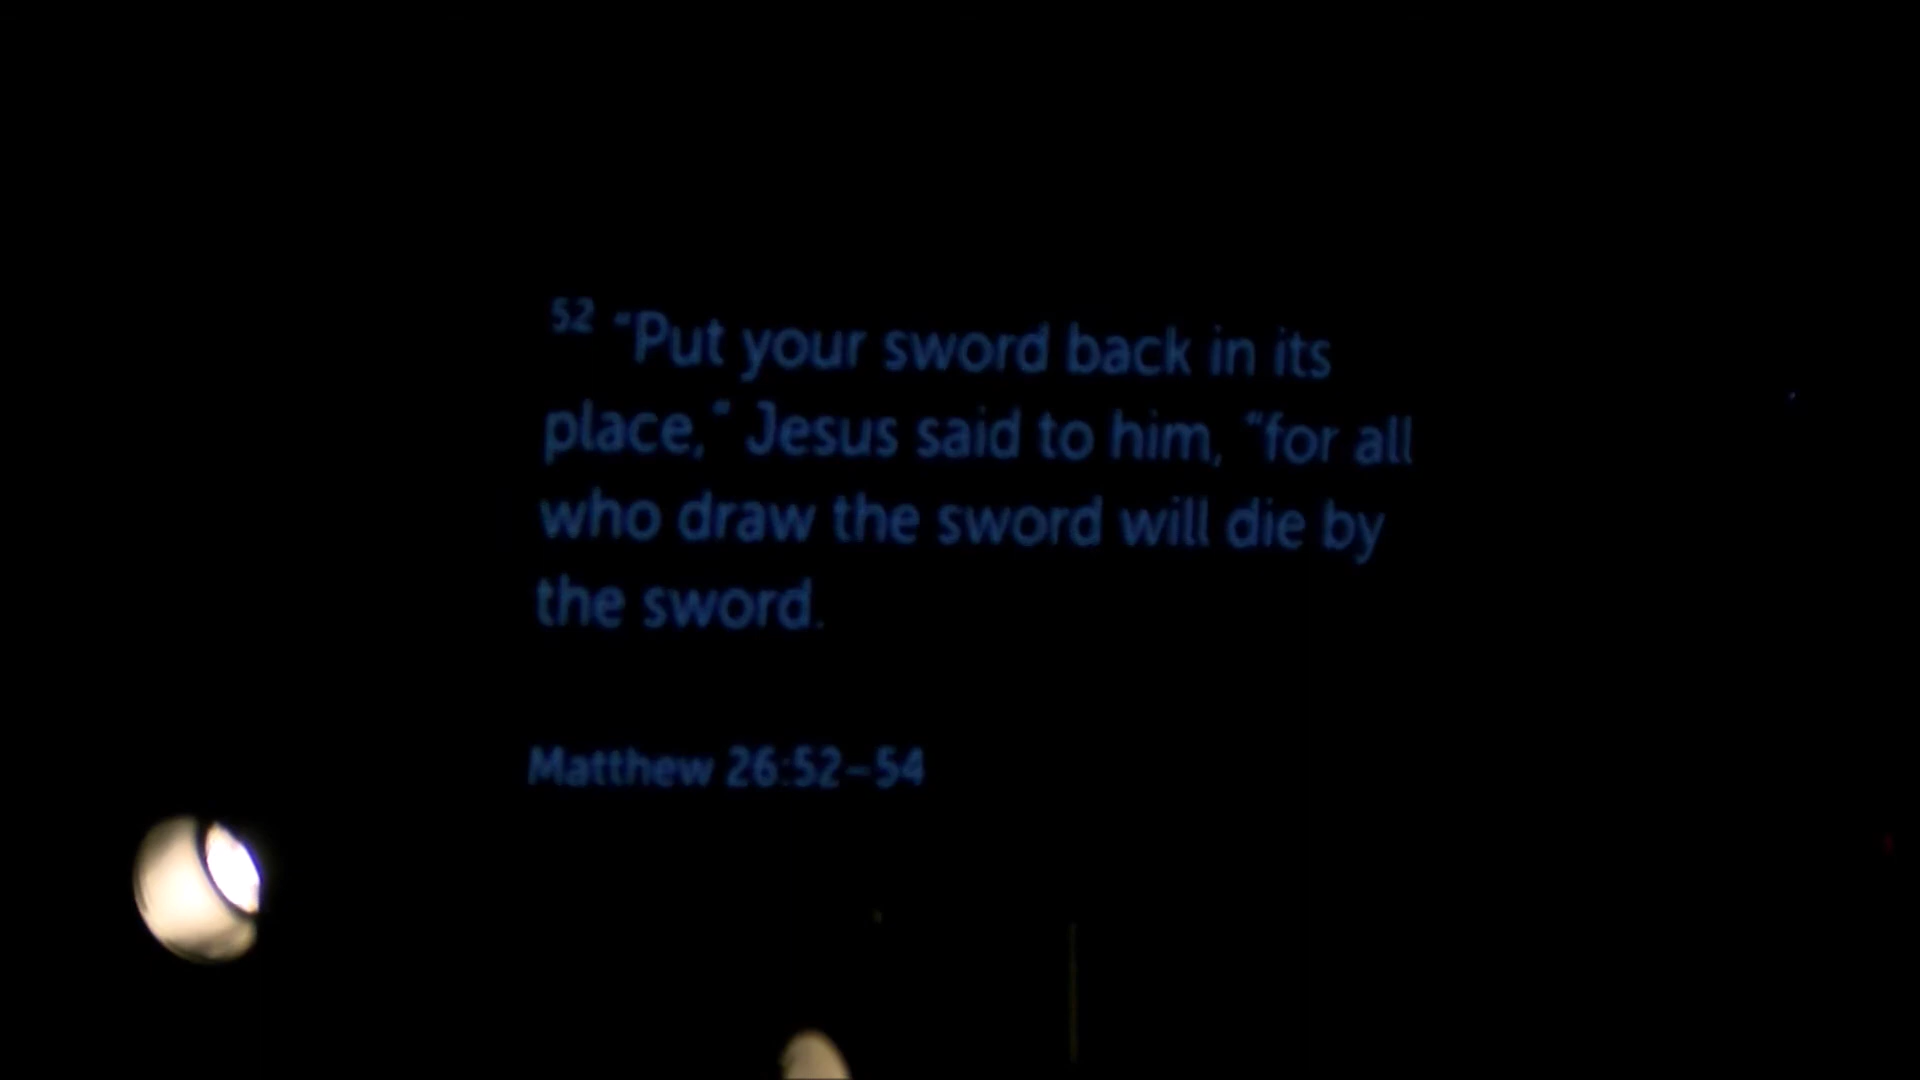 52 “Put your sword back in its
place,” Jesus said to him, “for all
who draw the sword will die by
the sword.
Matthew 26:52–54